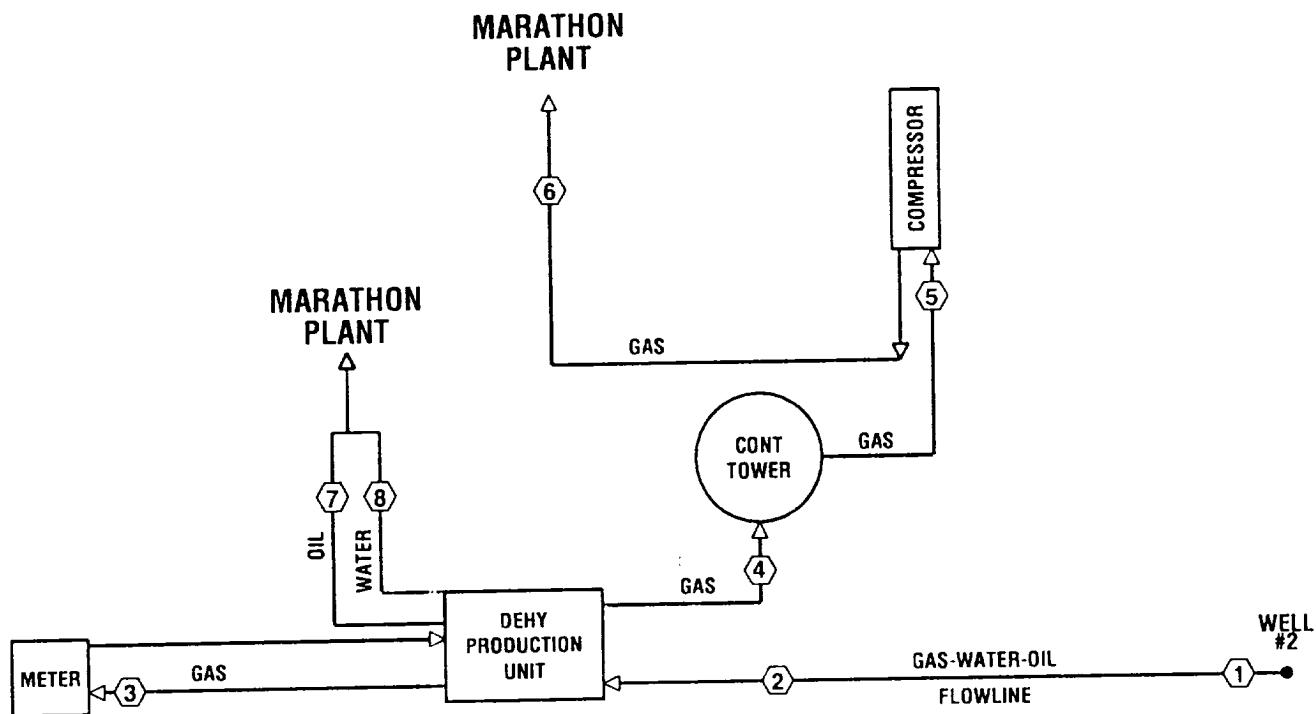 MARATHON
PLANT
COMPRESSOR
6
5
MARATHON
PLANT
GAS
CONT
TOWER
GAS
7
8
OIL
WATER
4
GAS
DEHY
PRODUCTION
UNIT
WELL
#2
METER
3
GAS
GAS-WATER-OIL
2
1
FLOWLINE